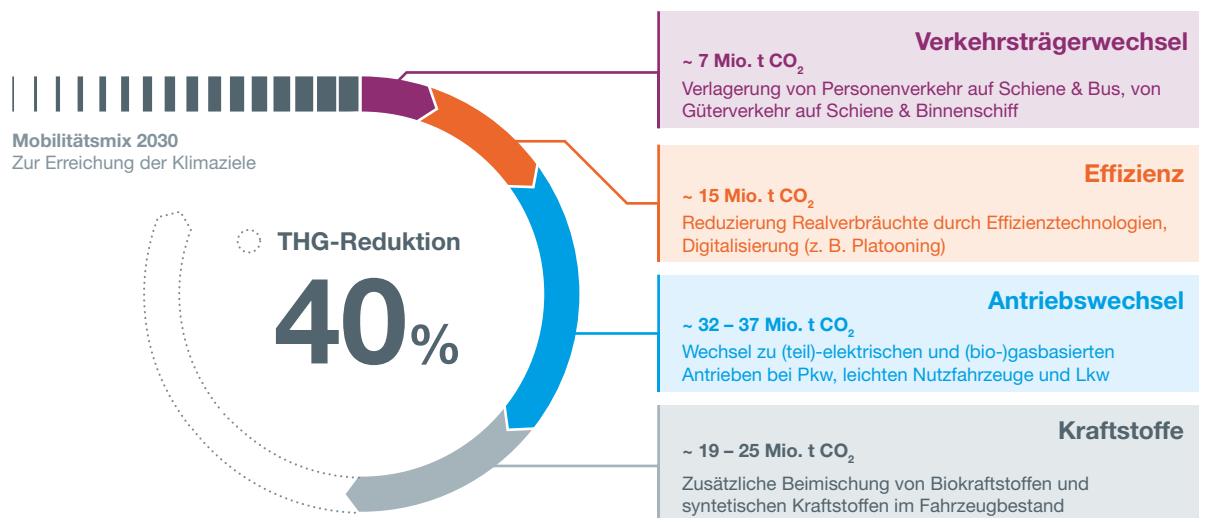 Mobilitätsmix 2030
Zur Erreichung der Klimaziele
THG-Reduktion
40%
Verkehrsträgerwechsel
~ 7 Mio. t CO₂
Verlagerung von Personenverkehr auf Schiene & Bus, von
Güterverkehr auf Schiene & Binnenschiff
Effizienz
~ 15 Mio. t CO₂
Reduzierung Realverbräuchte durch Effizienztechnologien,
Digitalisierung (z. B. Platooning)
Antriebswechsel
~ 32 – 37 Mio. t CO₂
Wechsel zu (teil)-elektrischen und (bio-)gasbasierten
Antrieben bei Pkw, leichten Nutzfahrzeuge und Lkw
Kraftstoffe
~ 19 – 25 Mio. t CO₂
Zusätzliche Beimischung von Biokraftstoffen und
syntetischen Kraftstoffen im Fahrzeugbestand